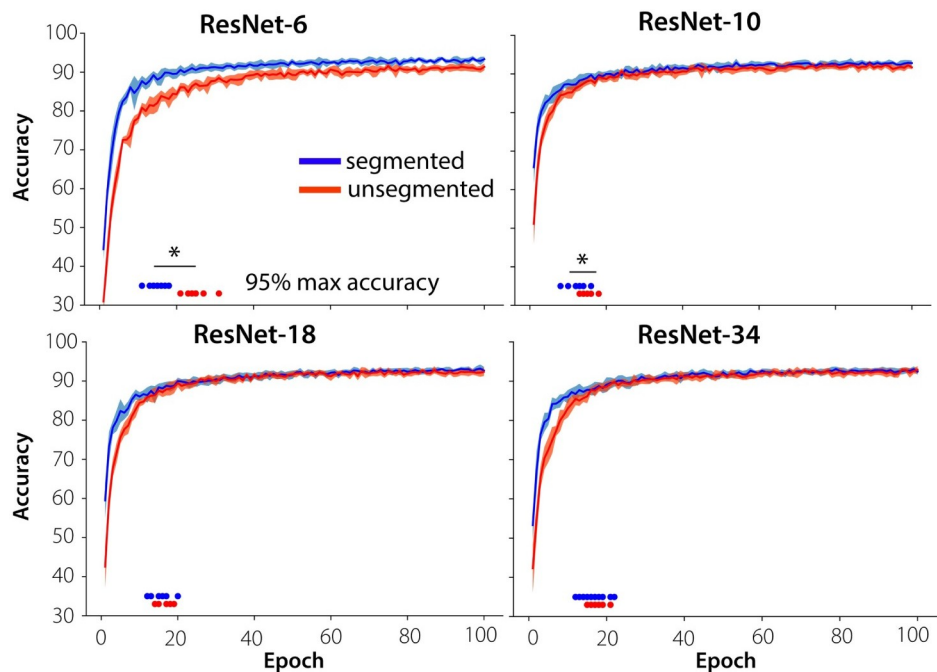 ResNet-6
100
90
80
70
60
50
40
30
Accuracy
segmented
unsegmented
*
95% max accuracy
ResNet-10
*
ResNet-18
100
90
80
70
60
50
40
30
Accuracy
0 20 40 60 80 100
Epoch
ResNet-34
0 20 40 60 80 100
Epoch